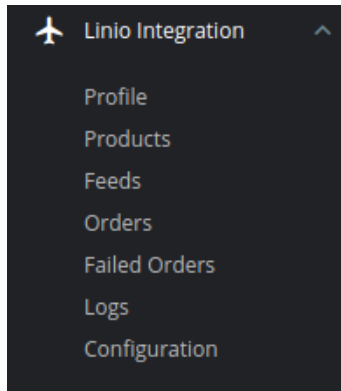 Linio Integration
Profile
Products
Feeds
Orders
Failed Orders
Logs
Configuration